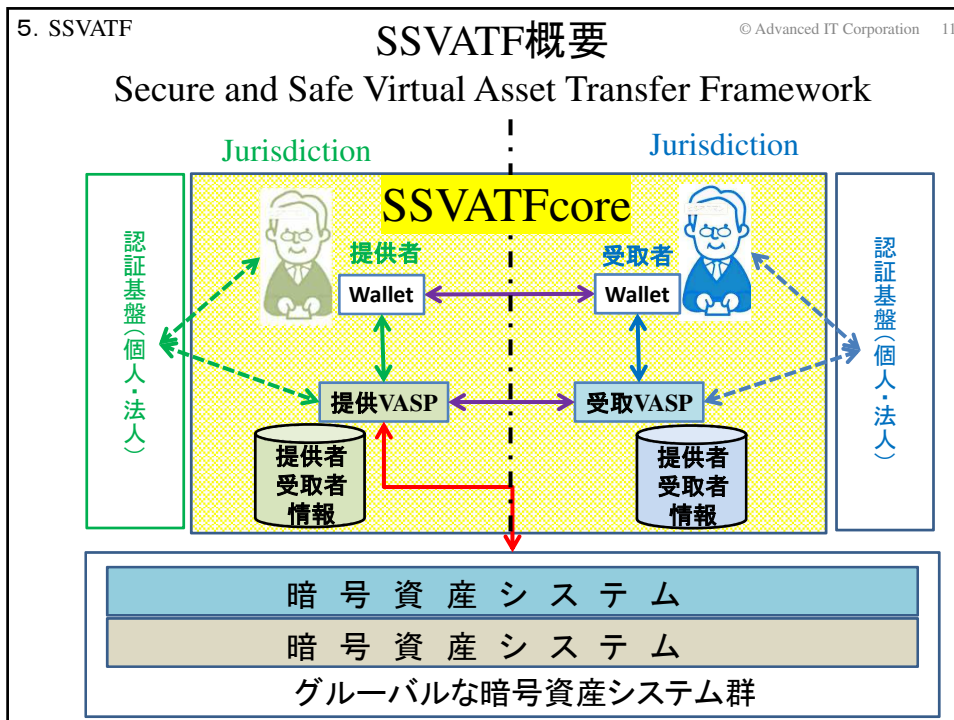 5. SSVATF
© Advanced IT Corporation 11
SSVATF概要
Secure and Safe Virtual Asset Transfer Framework
Jurisdiction
Jurisdiction
SSVATFcore
認証基盤(個人・法人)
提供者
受取者
Wallet
Wallet
認証基盤(個人・法人)
提供VASP
受取VASP
提供者
受取者
情報
提供者
受取者
情報
暗号資産システム
暗号資産システム
グルーバルな暗号資産システム群